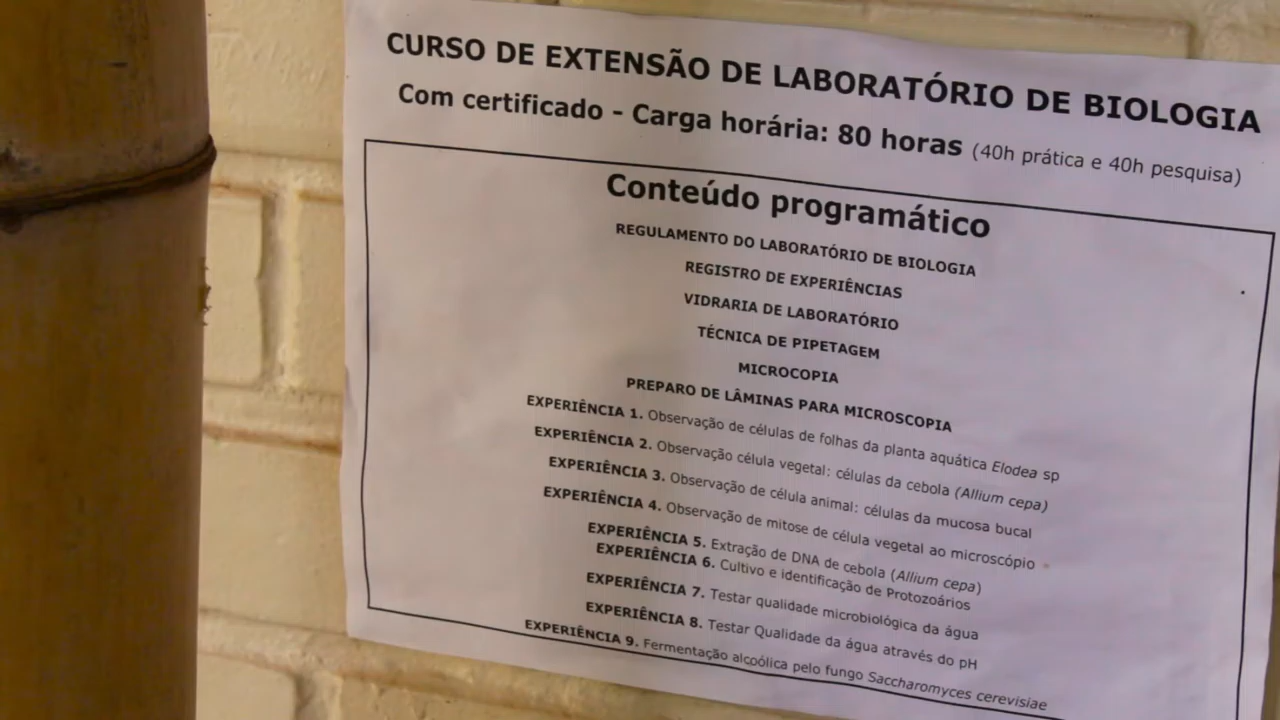 CURSO DE EXTENSÃO DE LABORATÓRIO DE BIOLOGIA
Com certificado - Carga horária: 80 horas (40h prática e 40h pesquisa)
Conteúdo programático
REGULAMENTO DO LABORATÓRIO DE BIOLOGIA
REGISTRO DE EXPERIÊNCIAS
VIDRARIA DE LABORATÓRIO
TÉCNICA DE PIPETAGEM
MICROCOPIA
PREPARO DE LÂMINAS PARA MICROSCOPIA
EXPERIÊNCIA 1. Observação de células de folhas da planta aquática Elodea sp
EXPERIÊNCIA 2. Observação célula vegetal: células da cebola (Allium cepa)
EXPERIÊNCIA 3. Observação de célula animal: células da mucosa bucal
EXPERIÊNCIA 4. Observação de mitose de célula vegetal ao microscópio
EXPERIÊNCIA 5. Extração de DNA de cebola (Allium cepa)
EXPERIÊNCIA 6. Cultivo e identificação de Protozoários
EXPERIÊNCIA 7. Testar qualidade microbiológica da água
EXPERIÊNCIA 8. Testar Qualidade da água através do pH
EXPERIÊNCIA 9. Fermentação alcoólica pelo fungo Saccharomyces cerevisiae